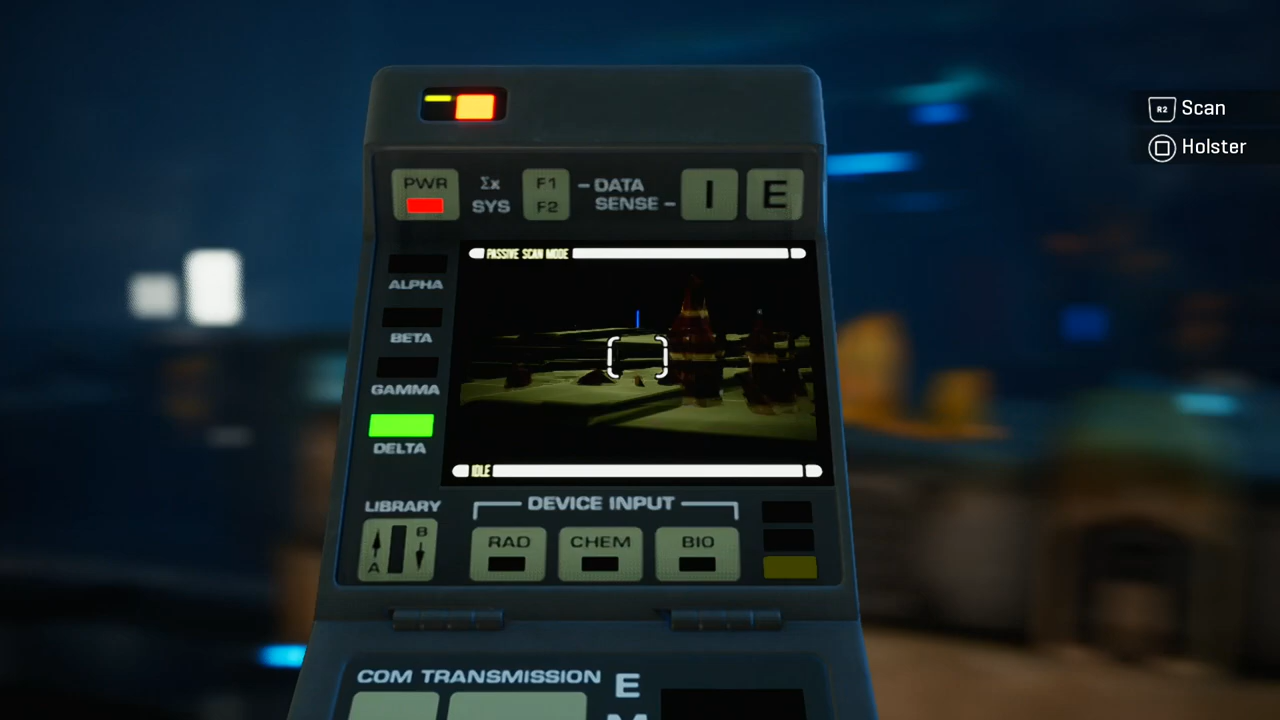 R2 Scan
Holster
PWR
Σx
SYS
F1
F2
– DATA
SENSE –
I
E
PASSIVE SCAN MODE
ALPHA
BETA
GAMMA
DELTA
IDLE
LIBRARY
A
B
DEVICE INPUT
RAD
CHEM
BIO
COM TRANSMISSION
E
M